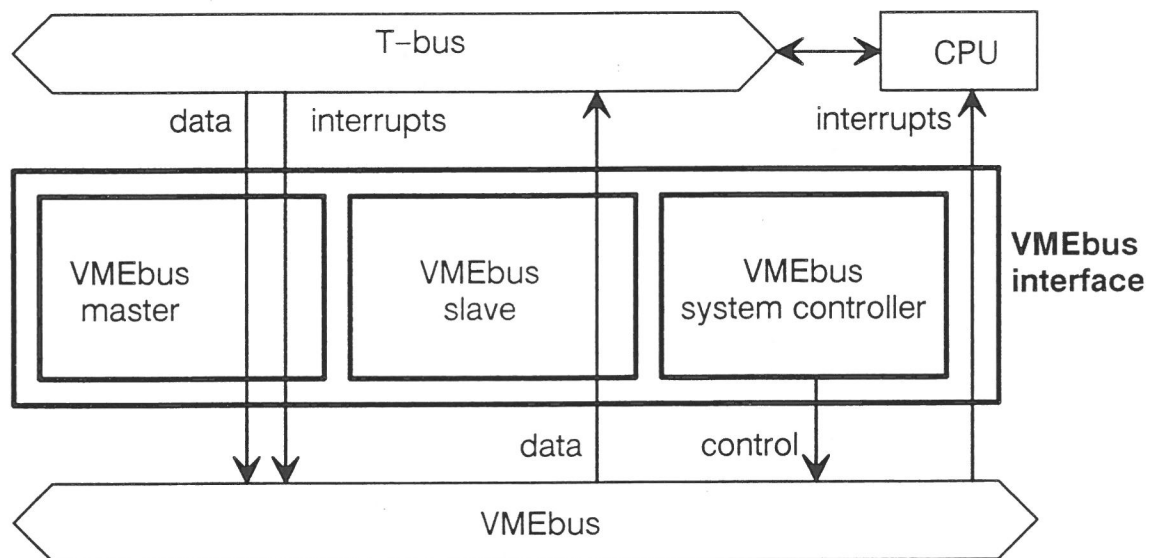 T-bus
CPU
data
interrupts
interrupts
VMEbus
master
VMEbus
slave
VMEbus
system controller
VMEbus
interface
data
control
VMEbus